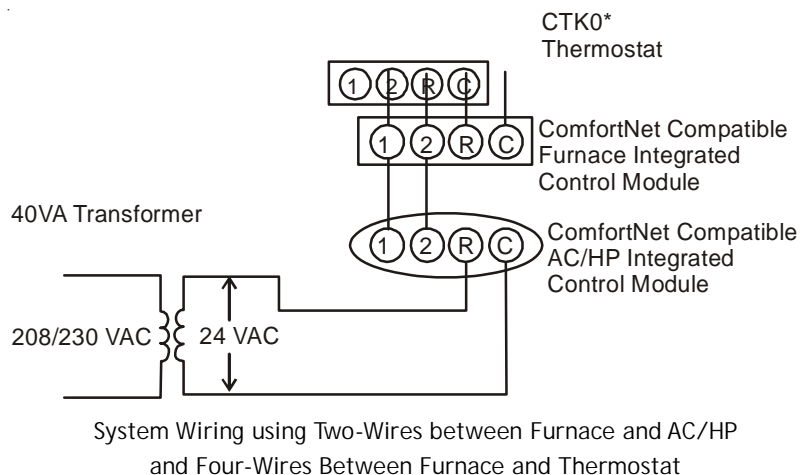 CTK0*
Thermostat
1 2 R C
1 2 R C
ComfortNet Compatible
Furnace Integrated
Control Module
40VA Transformer
1 2 R C
ComfortNet Compatible
AC/HP Integrated
Control Module
208/230 VAC
24 VAC
System Wiring using Two-Wires between Furnace and AC/HP
and Four-Wires Between Furnace and Thermostat